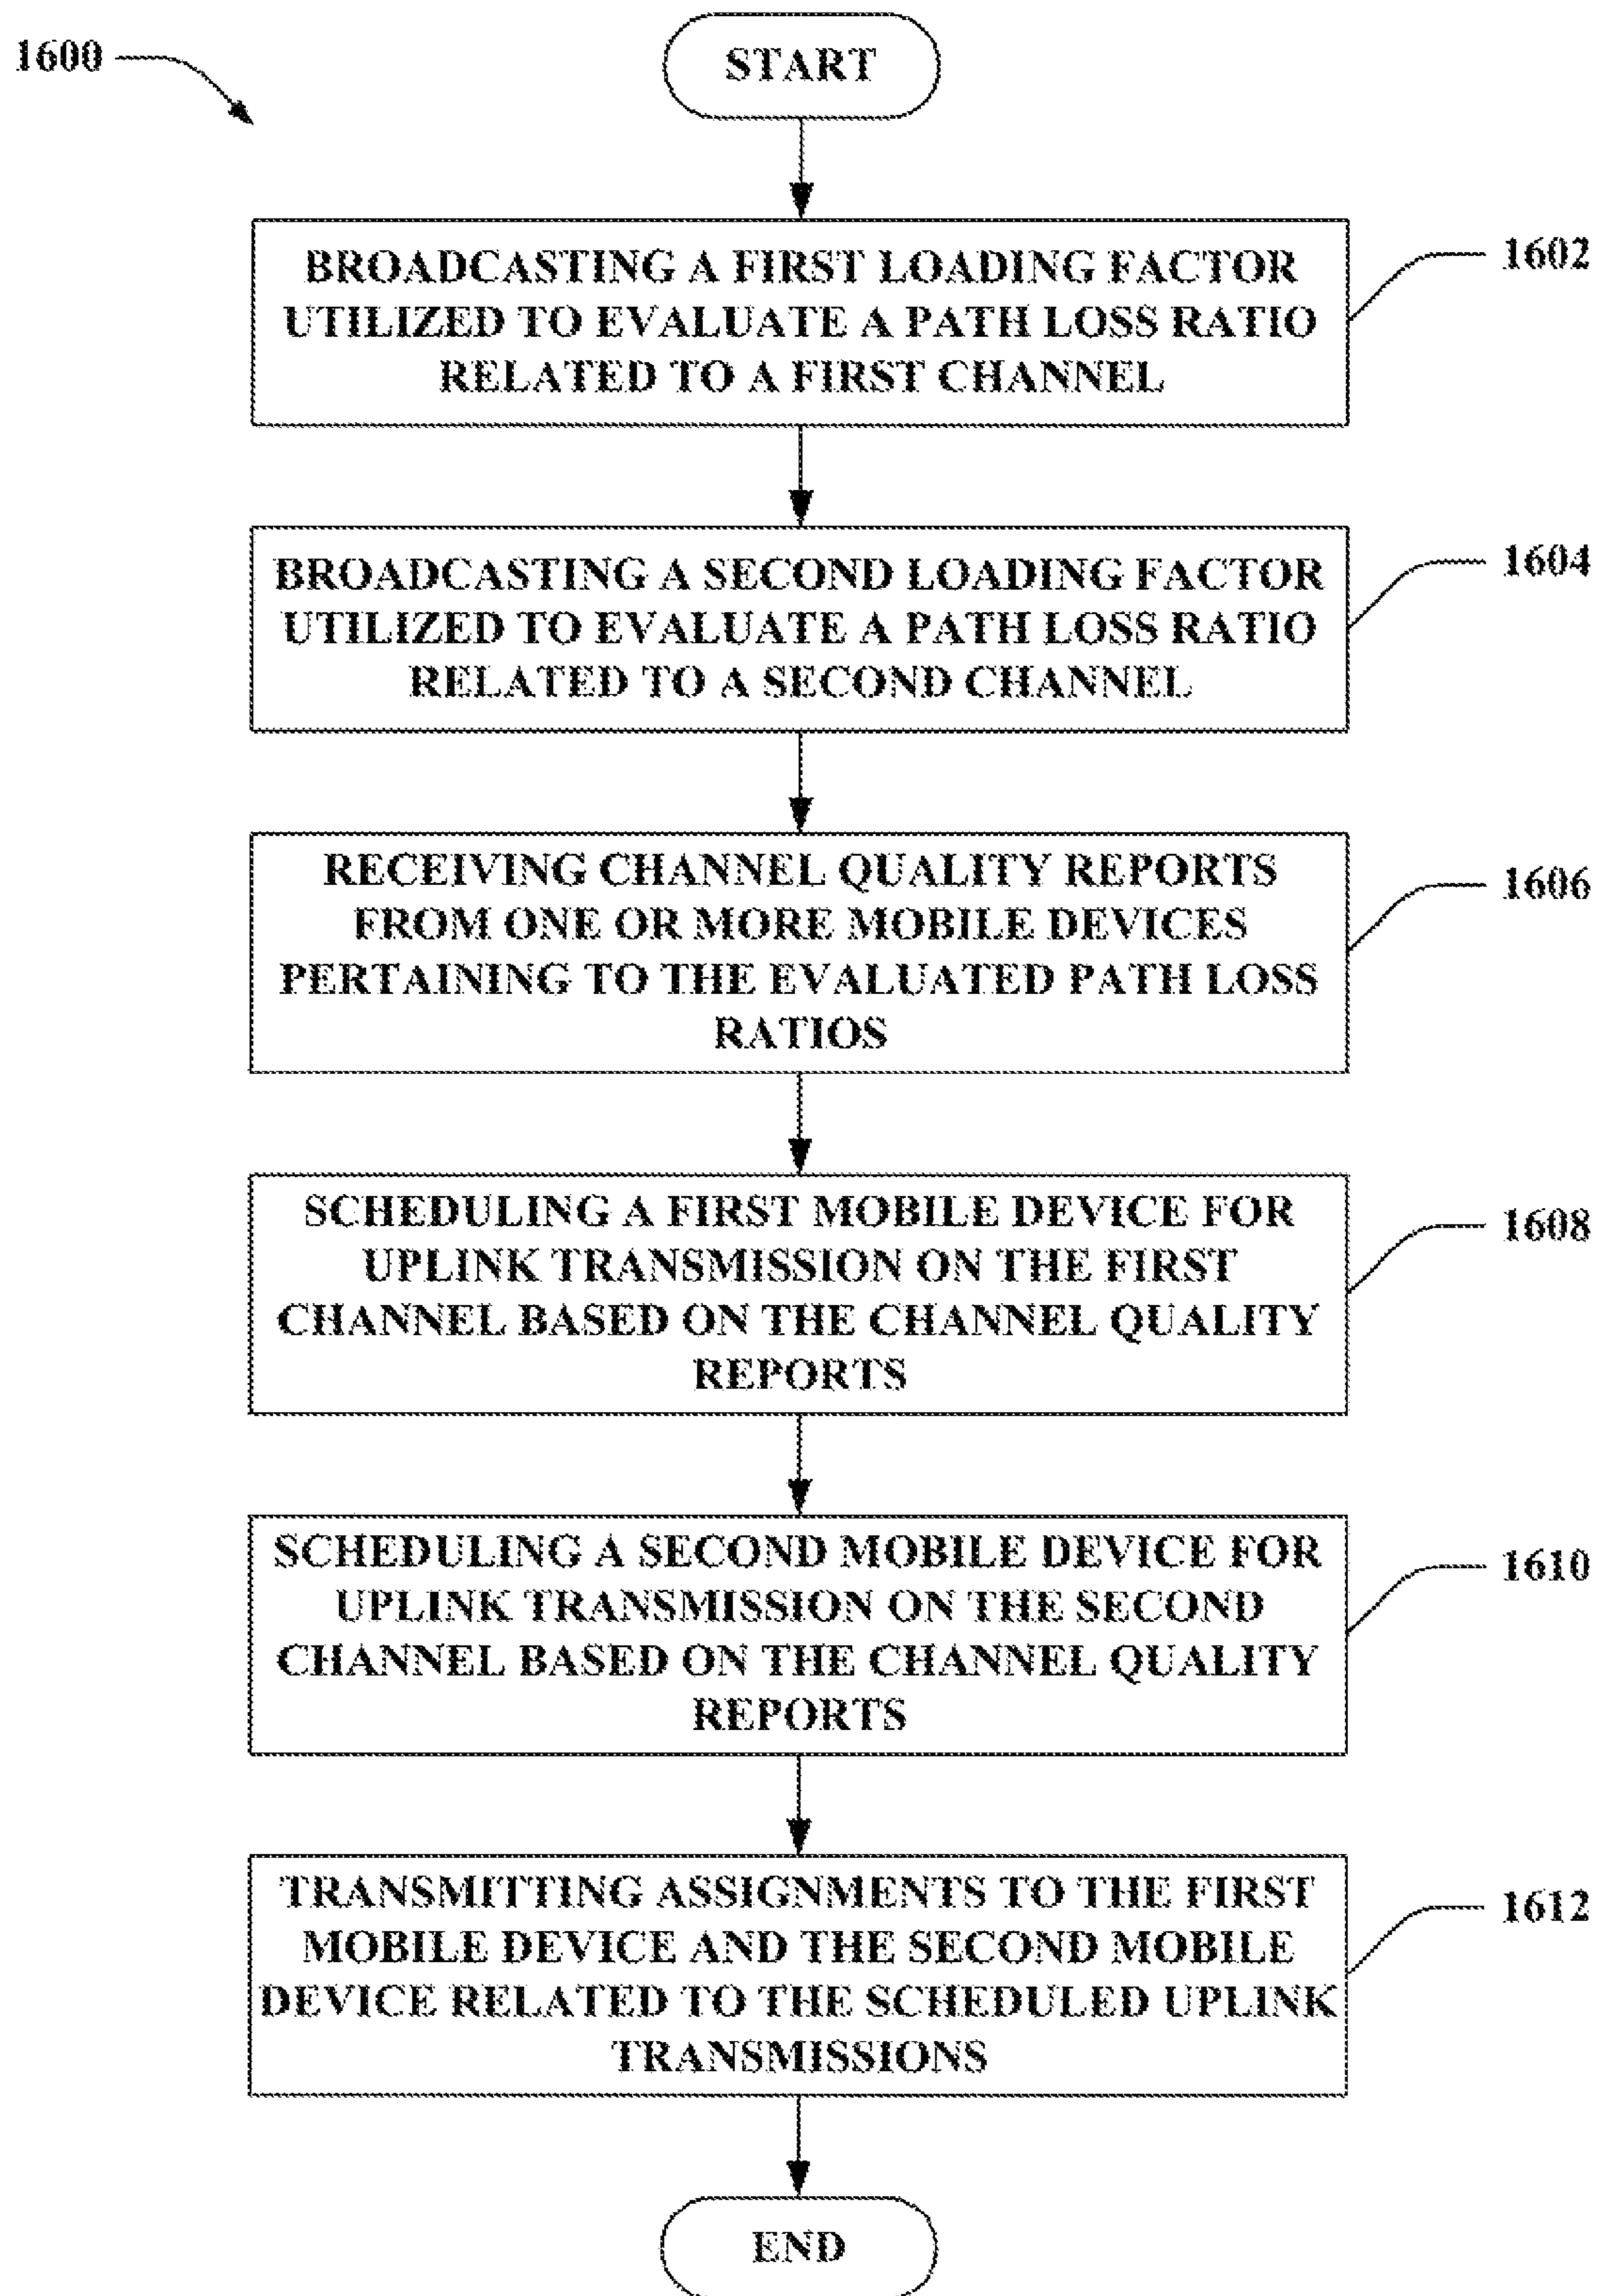 1600
START
BROADCASTING A FIRST LOADING FACTOR
UTILIZED TO EVALUATE A PATH LOSS RATIO
RELATED TO A FIRST CHANNEL
1602
BROADCASTING A SECOND LOADING FACTOR
UTILIZED TO EVALUATE A PATH LOSS RATIO
RELATED TO A SECOND CHANNEL
1604
RECEIVING CHANNEL QUALITY REPORTS
FROM ONE OR MORE MOBILE DEVICES
PERTAINING TO THE EVALUATED PATH LOSS
RATIOS
1606
SCHEDULING A FIRST MOBILE DEVICE FOR
UPLINK TRANSMISSION ON THE FIRST
CHANNEL BASED ON THE CHANNEL QUALITY
REPORTS
1608
SCHEDULING A SECOND MOBILE DEVICE FOR
UPLINK TRANSMISSION ON THE SECOND
CHANNEL BASED ON THE CHANNEL QUALITY
REPORTS
1610
TRANSMITTING ASSIGNMENTS TO THE FIRST
MOBILE DEVICE AND THE SECOND MOBILE
DEVICE RELATED TO THE SCHEDULED UPLINK
TRANSMISSIONS
1612
END